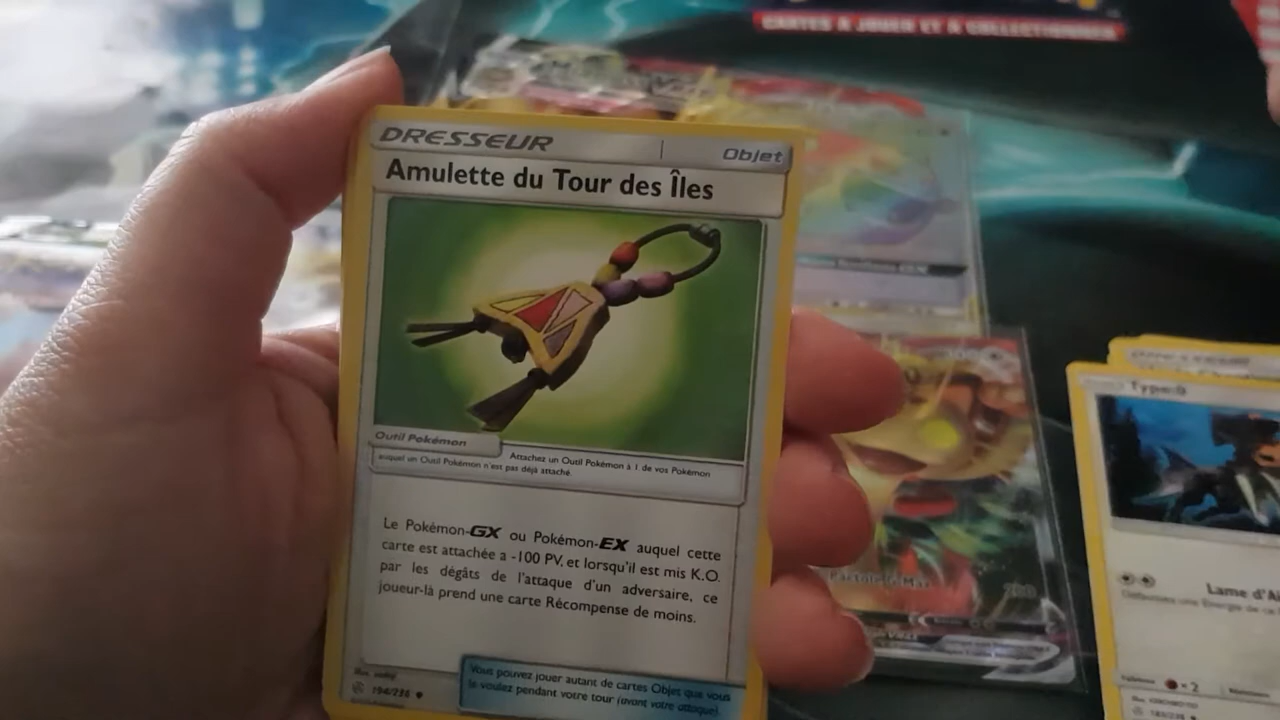 CARTES À JOUER ET À COLLECTIONNER
DRESSEUR
Objet
Amulette du Tour des Îles
Outil Pokémon
Attachez un Outil Pokémon à 1 de vos Pokémon
auquel un Outil Pokémon n'est pas déjà attaché.
Le Pokémon-GX ou Pokémon-EX auquel cette
carte est attachée a -100 PV, et lorsqu'il est mis K.O.
par les dégâts de l'attaque d'un adversaire, ce
joueur-là prend une carte Récompense de moins.
Vous pouvez jouer autant de cartes Objet que vous
le voulez pendant votre tour (avant votre attaque).
194/236
Pactole G-Max
200
Type:0
Lame d'A
×2